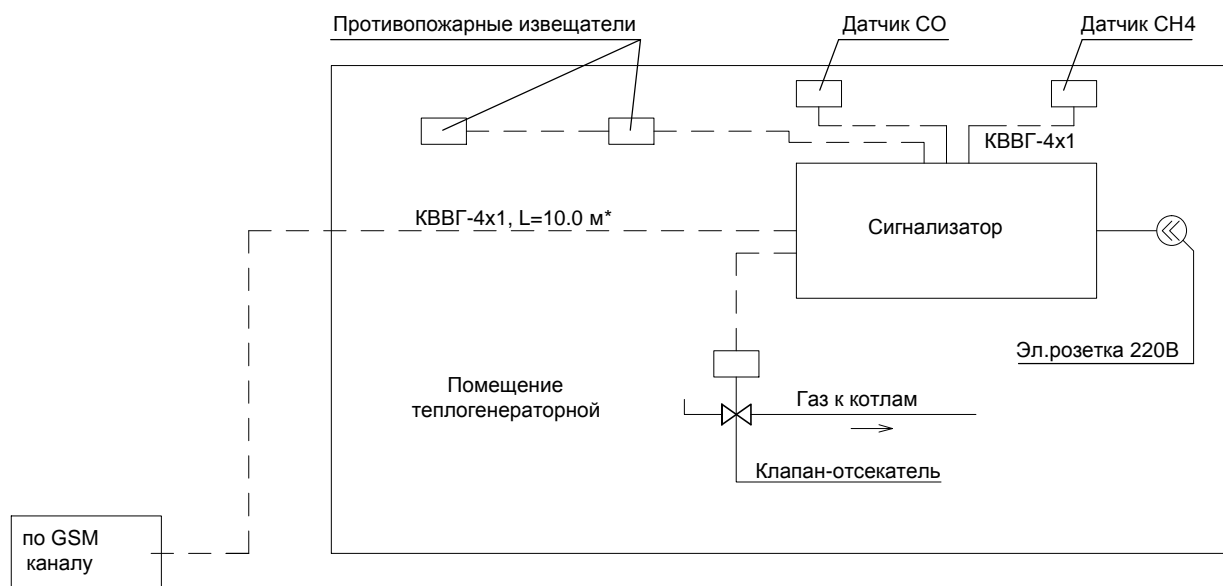 Противопожарные извещатели
Датчик CO
Датчик CH4
КВВГ-4х1
КВВГ-4х1, L=10.0 м*
Сигнализатор
Эл.розетка 220В
Помещение
теплогенераторной
Газ к котлам
Клапан-отсекатель
по GSM
каналу